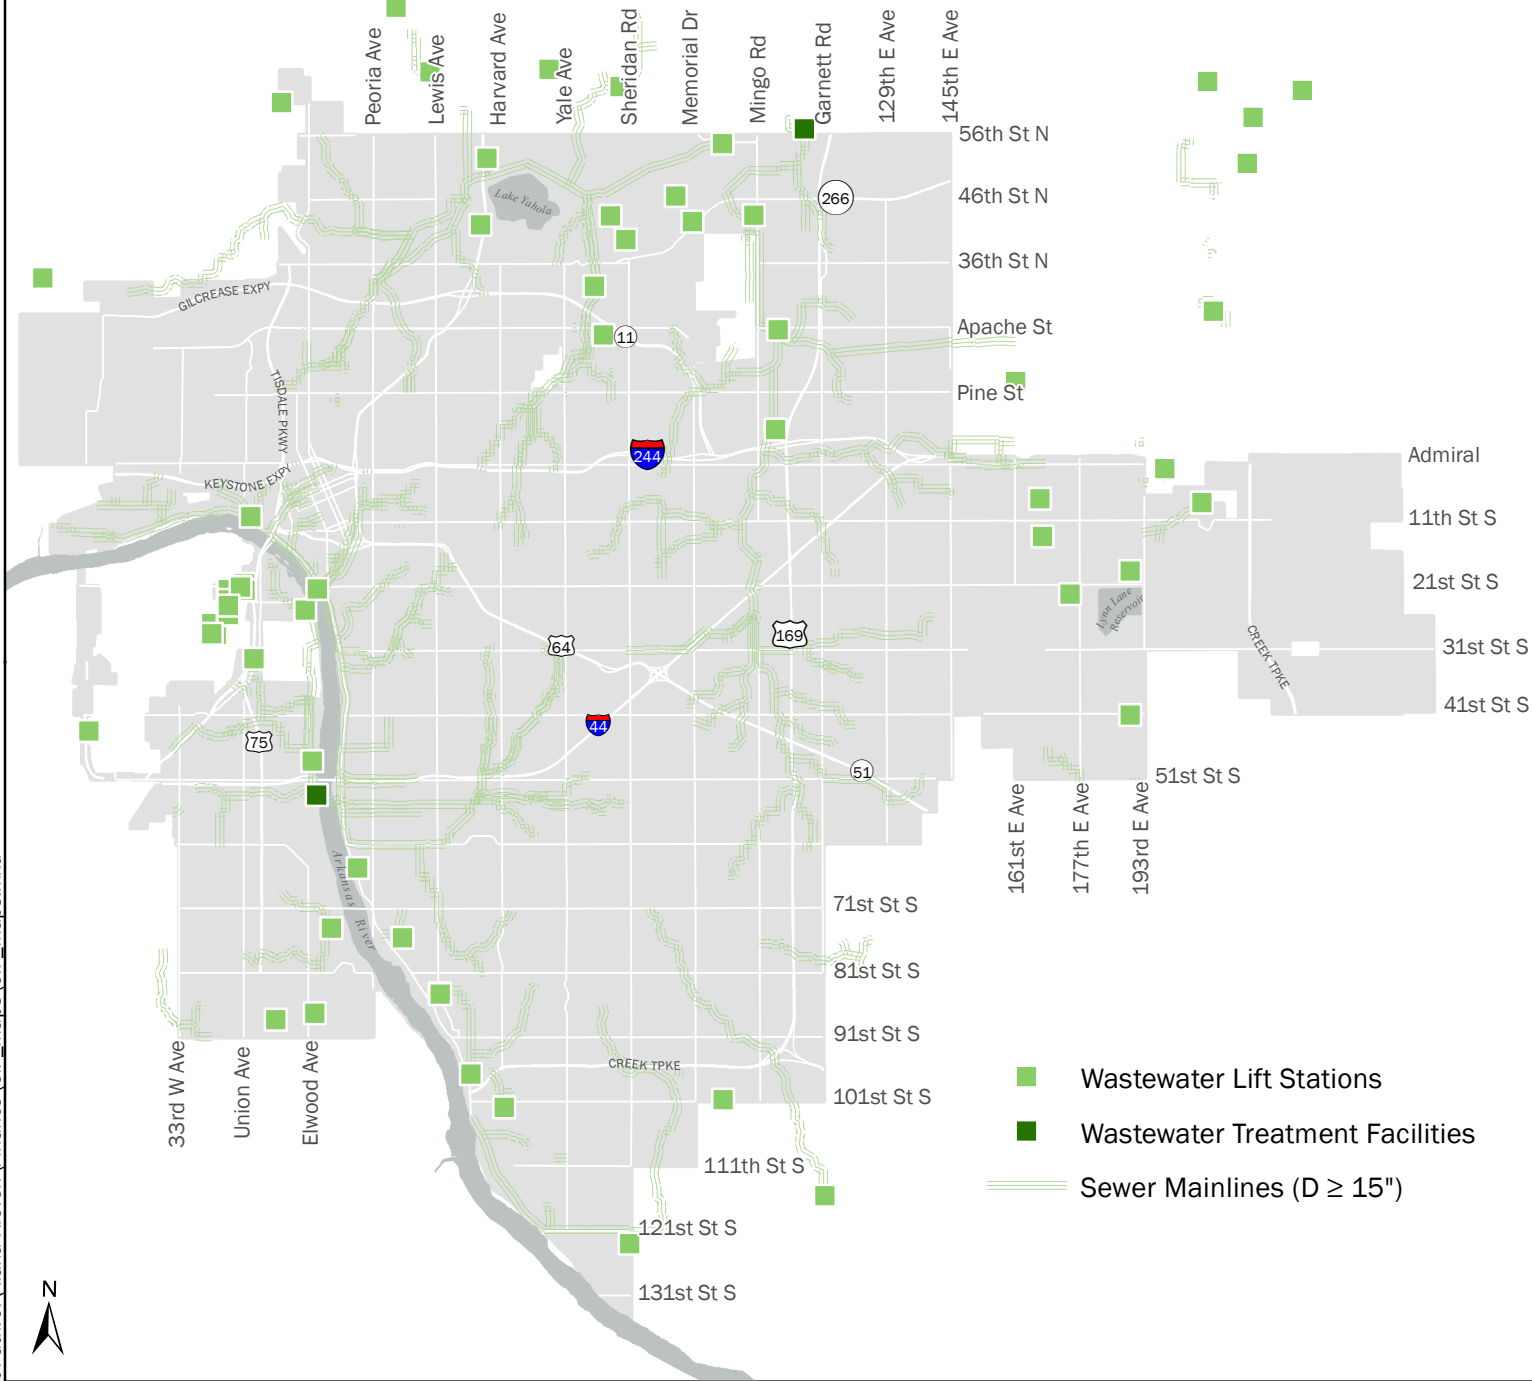 Peoria Ave
Lewis Ave
Harvard Ave
Yale Ave
Sheridan Rd
Memorial Dr
Mingo Rd
Garnett Rd
129th E Ave
145th E Ave
56th St N
46th St N
266
Lake Yahola
36th St N
GILCREASE EXPY
Apache St
11
TISDALE PKWY
Pine St
244
Admiral
KEYSTONE EXPY
11th St S
21st St S
Lynn Lane
Reservoir
169
64
31st St S
CREEK TPKE
41st St S
44
75
51
51st St S
161st E Ave
177th E Ave
193rd E Ave
Arkansas River
71st St S
81st St S
91st St S
CREEK TPKE
33rd W Ave
Union Ave
Elwood Ave
101st St S
111th St S
121st St S
131st St S
Wastewater Lift Stations
Wastewater Treatment Facilities
Sewer Mainlines (D ≥ 15")
N